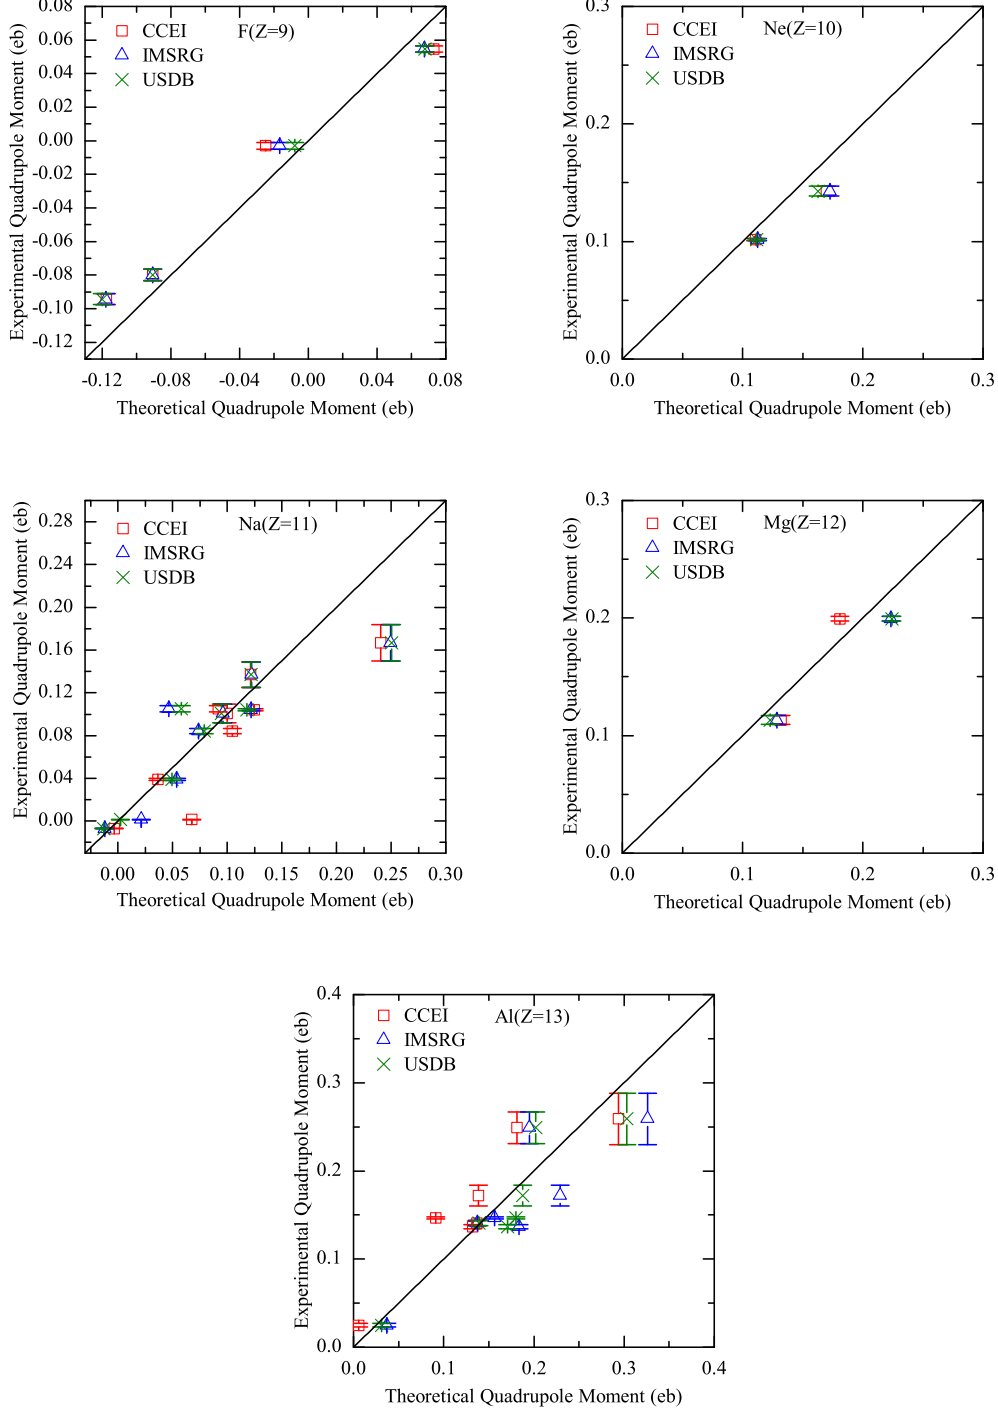 CCEI
IMSRG
USDB
F(Z=9)
0.08
0.06
0.04
0.02
0.00
-0.02
-0.04
-0.06
-0.08
-0.10
-0.12
-0.12
-0.08
-0.04
0.00
0.04
0.08
Experimental Quadrupole Moment (eb)
Theoretical Quadrupole Moment (eb)
CCEI
IMSRG
USDB
Ne(Z=10)
0.3
0.2
0.1
0.0
0.0
0.1
0.2
0.3
Experimental Quadrupole Moment (eb)
Theoretical Quadrupole Moment (eb)
CCEI
IMSRG
USDB
Na(Z=11)
0.28
0.24
0.20
0.16
0.12
0.08
0.04
0.00
0.00
0.05
0.10
0.15
0.20
0.25
0.30
Experimental Quadrupole Moment (eb)
Theoretical Quadrupole Moment (eb)
CCEI
IMSRG
USDB
Mg(Z=12)
0.3
0.2
0.1
0.0
0.0
0.1
0.2
0.3
Experimental Quadrupole Moment (eb)
Theoretical Quadrupole Moment (eb)
CCEI
IMSRG
USDB
Al(Z=13)
0.4
0.3
0.2
0.1
0.0
0.0
0.1
0.2
0.3
0.4
Experimental Quadrupole Moment (eb)
Theoretical Quadrupole Moment (eb)